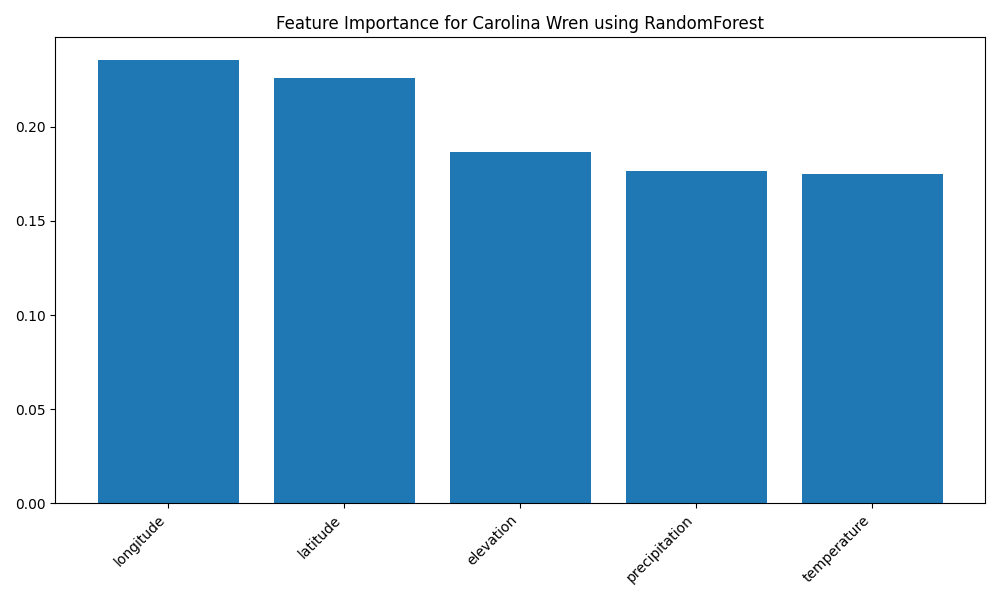 Feature Importance for Carolina Wren using RandomForest
0.20
0.15
0.10
0.05
0.00
longitude
latitude
elevation
precipitation
temperature